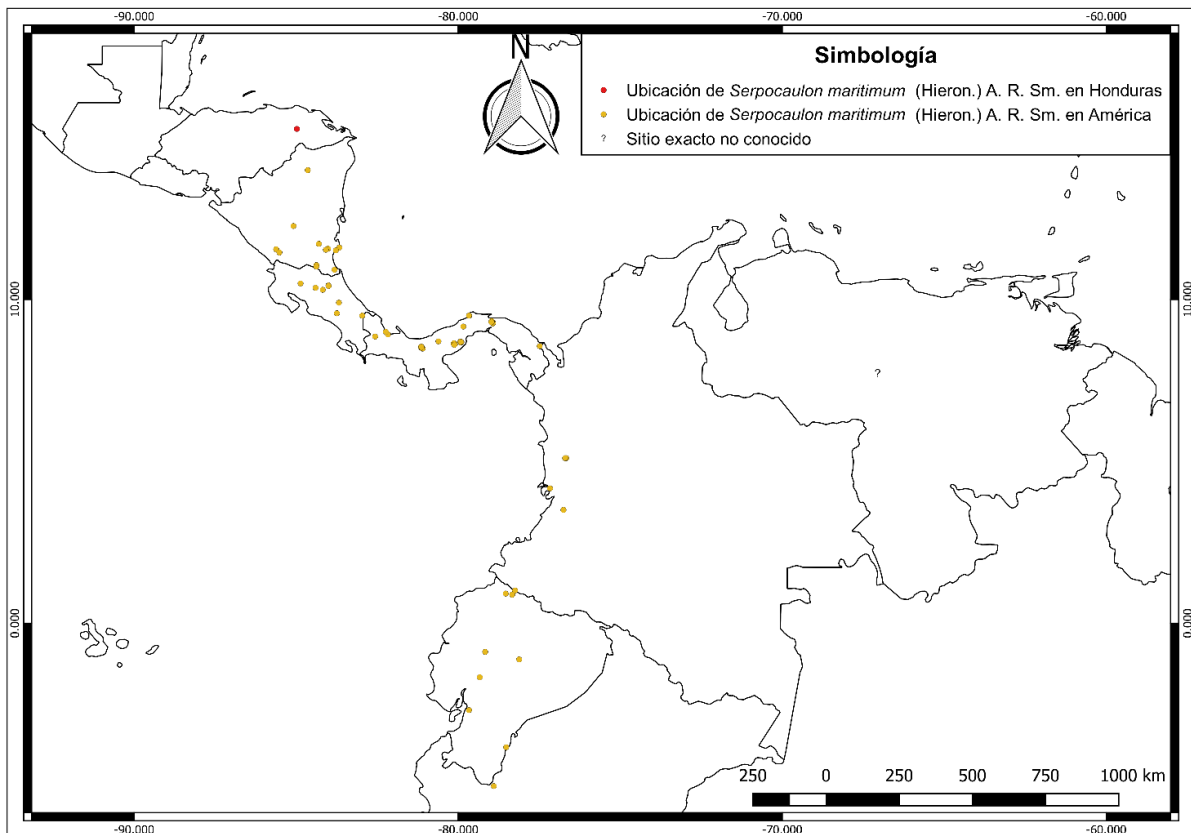 -90.000 -80.000 -70.000 -60.000
N
Simbología
Ubicación de Serpocaulon maritimum (Hieron.) A. R. Sm. en Honduras
Ubicación de Serpocaulon maritimum (Hieron.) A. R. Sm. en América
? Sitio exacto no conocido
10.000 10.000
?
0.000 0.000
250 0 250 500 750 1000 km
-90.000 -80.000 -70.000 -60.000